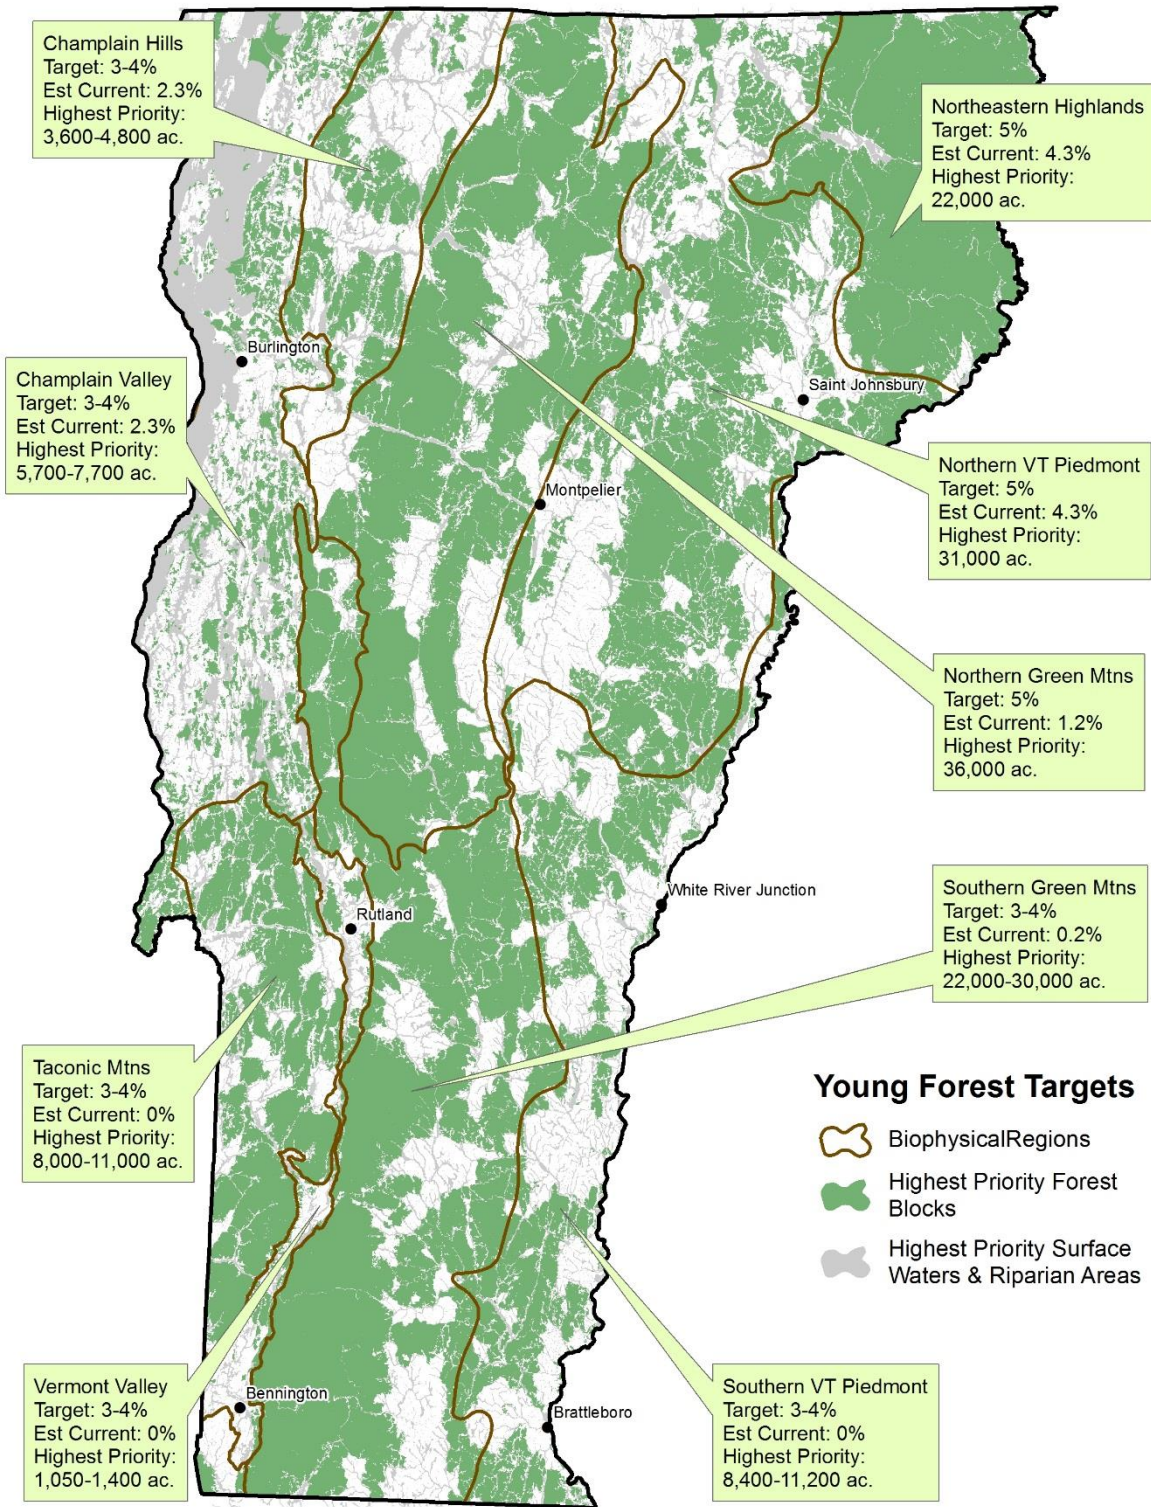 Champlain Hills
Target: 3-4%
Est Current: 2.3%
Highest Priority:
3,600-4,800 ac.
Northeastern Highlands
Target: 5%
Est Current: 4.3%
Highest Priority:
22,000 ac.
Burlington
Champlain Valley
Target: 3-4%
Est Current: 2.3%
Highest Priority:
5,700-7,700 ac.
Saint Johnsbury
Northern VT Piedmont
Target: 5%
Est Current: 4.3%
Highest Priority:
31,000 ac.
Montpelier
Northern Green Mtns
Target: 5%
Est Current: 1.2%
Highest Priority:
36,000 ac.
White River Junction
Rutland
Southern Green Mtns
Target: 3-4%
Est Current: 0.2%
Highest Priority:
22,000-30,000 ac.
Taconic Mtns
Target: 3-4%
Est Current: 0%
Highest Priority:
8,000-11,000 ac.
Young Forest Targets
BiophysicalRegions
Highest Priority Forest
Blocks
Highest Priority Surface
Waters & Riparian Areas
Vermont Valley
Target: 3-4%
Est Current: 0%
Highest Priority:
1,050-1,400 ac.
Bennington
Brattleboro
Southern VT Piedmont
Target: 3-4%
Est Current: 0%
Highest Priority:
8,400-11,200 ac.